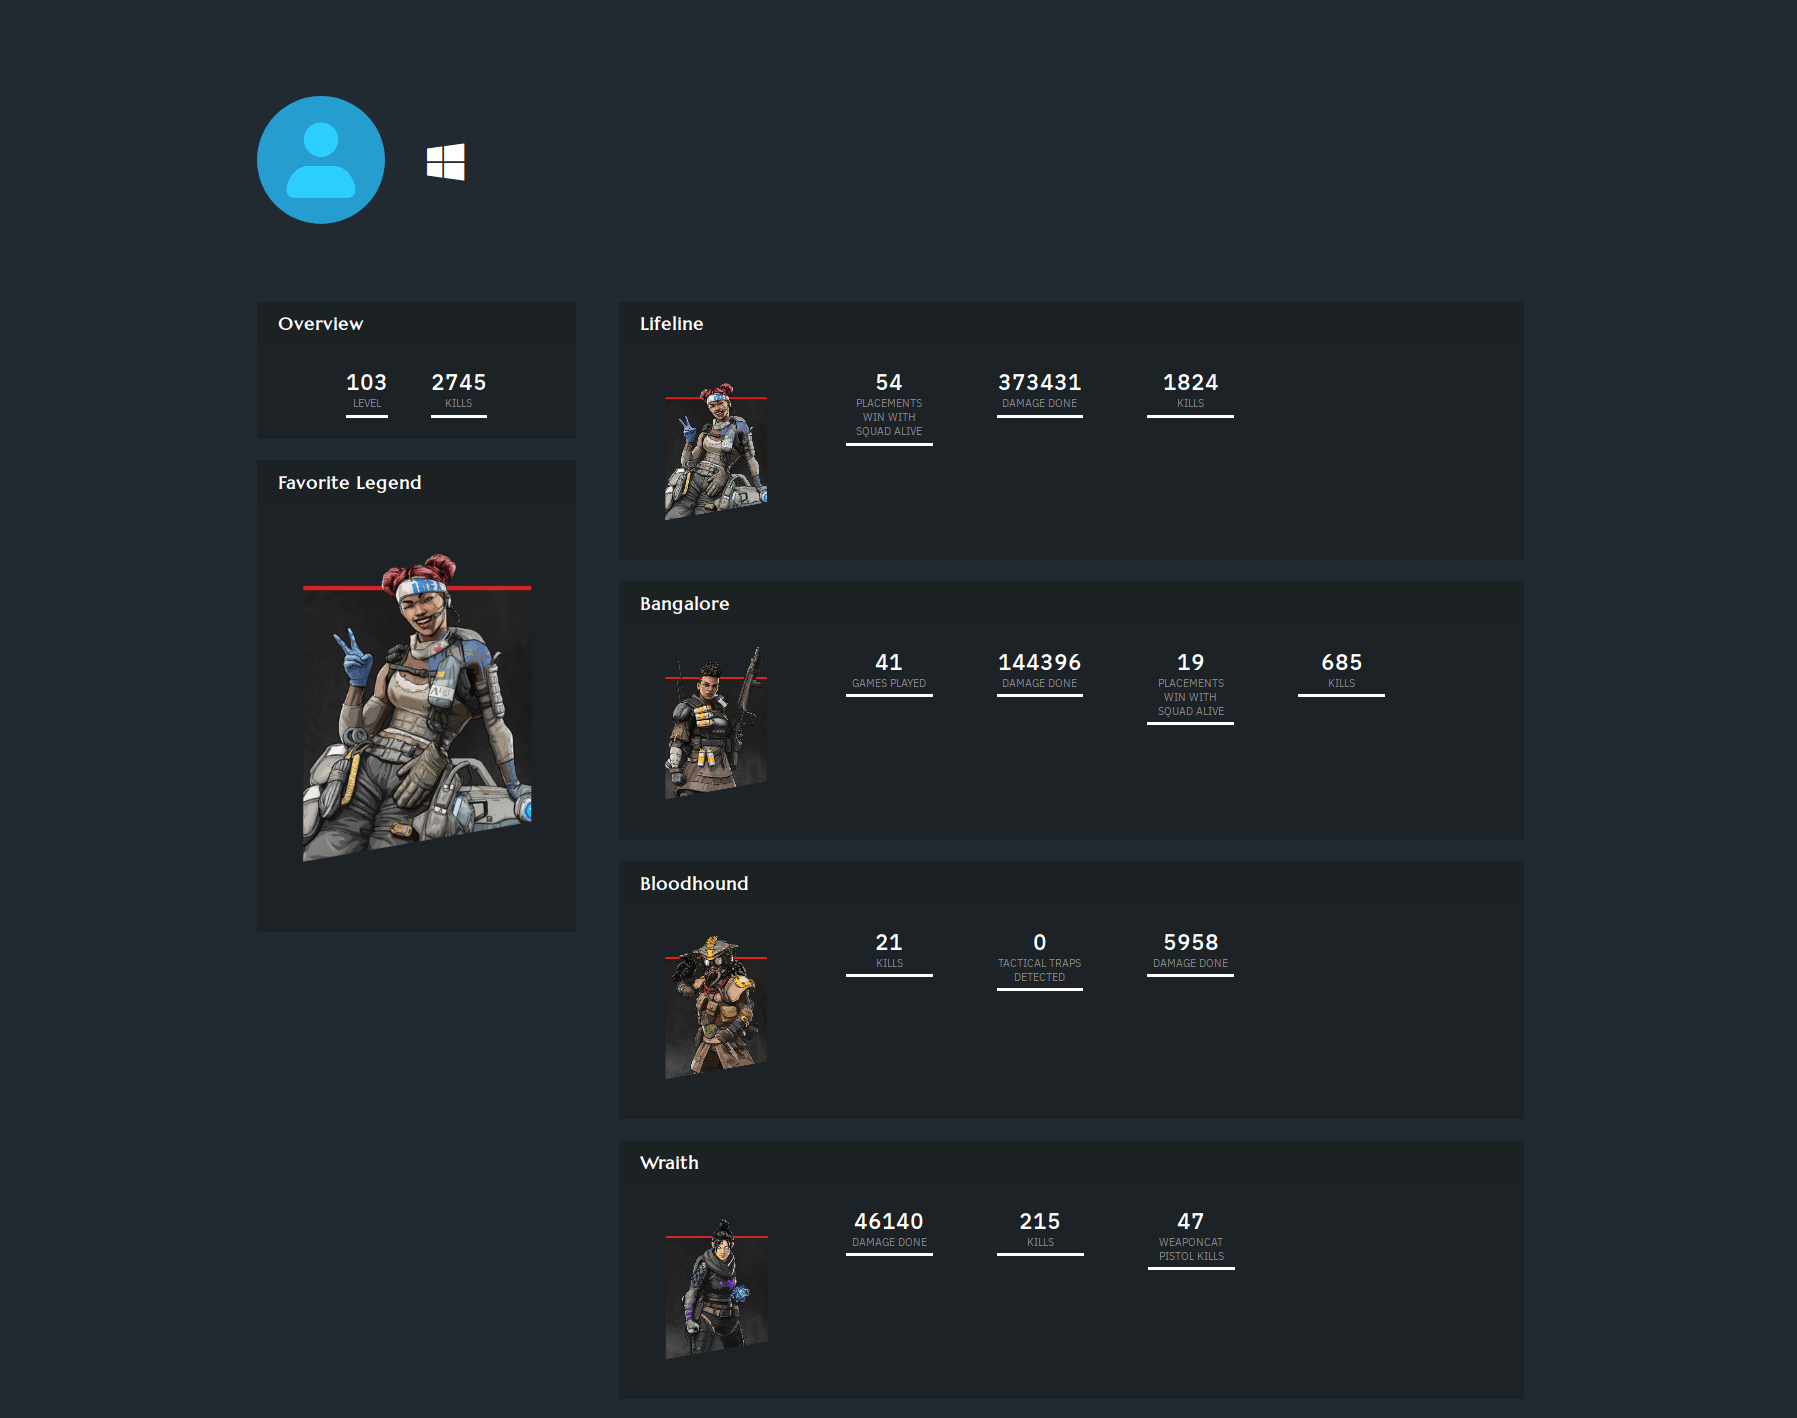 Overview
103
LEVEL
2745
KILLS
Favorite Legend
Lifeline
54
PLACEMENTS
WIN WITH
SQUAD ALIVE
373431
DAMAGE DONE
1824
KILLS
Bangalore
41
GAMES PLAYED
144396
DAMAGE DONE
19
PLACEMENTS
WIN WITH
SQUAD ALIVE
685
KILLS
Bloodhound
21
KILLS
0
TACTICAL TRAPS
DETECTED
5958
DAMAGE DONE
Wraith
46140
DAMAGE DONE
215
KILLS
47
WEAPONCAT
PISTOL KILLS